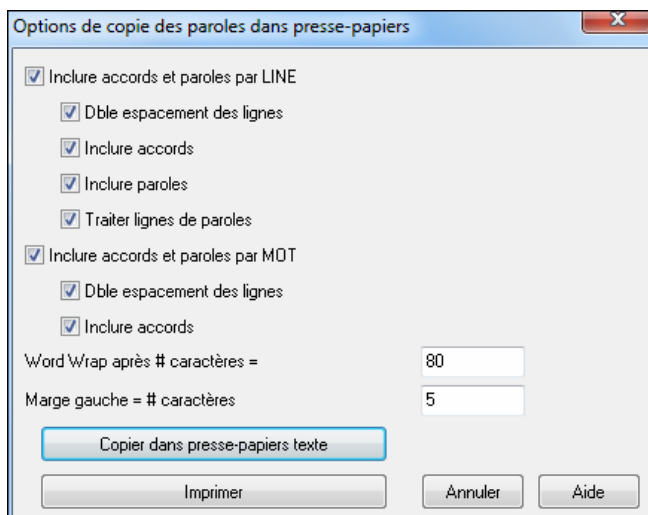 Options de copie des paroles dans presse-papiers
Inclure accords et paroles par LINE
Dble espacement des lignes
Inclure accords
Inclure paroles
Traiter lignes de paroles
Inclure accords et paroles par MOT
Dble espacement des lignes
Inclure accords
Word Wrap après # caractères = 80
Marge gauche = # caractères 5
Copier dans presse-papiers texte
Imprimer Annuler Aide